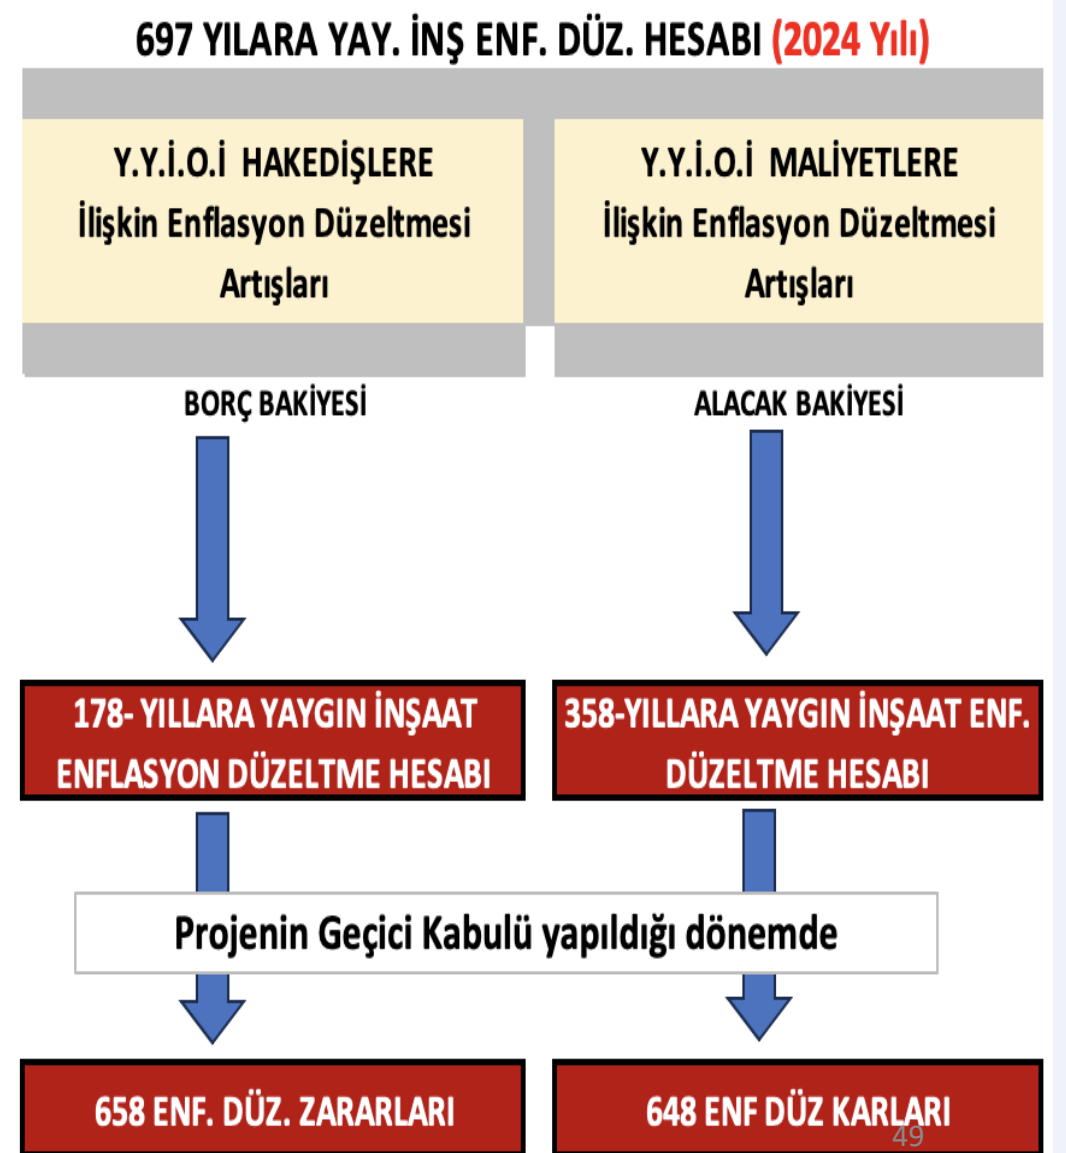 697 YILARA YAY. İNŞ ENF. DÜZ. HESABI (2024 Yılı)
Y.Y.İ.O.İ HAKEDİŞLERE
İlişkin Enflasyon Düzeltmesi
Artışları
Y.Y.İ.O.İ MALİYETLERE
İlişkin Enflasyon Düzeltmesi
Artışları
BORÇ BAKİYESİ
ALACAK BAKİYESİ
178- YILLARA YAYGIN İNŞAAT
ENFLASYON DÜZELTME HESABI
358-YILLARA YAYGIN İNŞAAT ENF.
DÜZELTME HESABI
Projenin Geçici Kabulü yapıldığı dönemde
658 ENF. DÜZ. ZARARLARI
648 ENF DÜZ KARLARI
49